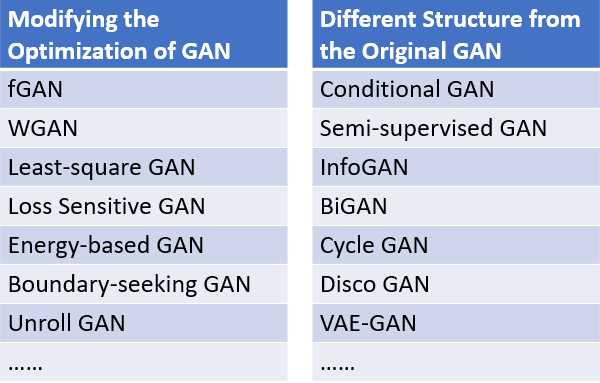 Modifying the
Optimization of GAN
fGAN
WGAN
Least-square GAN
Loss Sensitive GAN
Energy-based GAN
Boundary-seeking GAN
Unroll GAN
……
Different Structure from
the Original GAN
Conditional GAN
Semi-supervised GAN
InfoGAN
BiGAN
Cycle GAN
Disco GAN
VAE-GAN
……